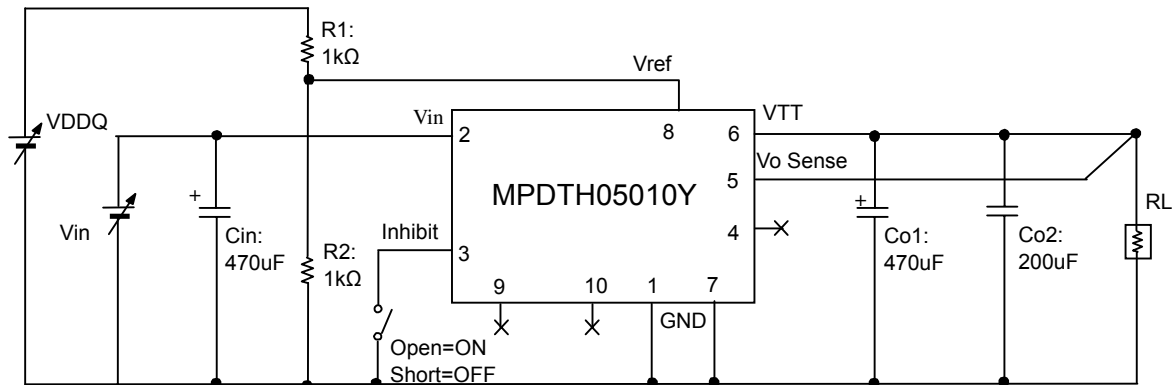 R1:
1kΩ
Vref
VDDQ
Vin
2
8
6
VTT
Vo Sense
5
MPDTH05010Y
Vin
Cin:
470uF
R2:
1kΩ
Inhibit
3
4
+
+
Co1:
470uF
Co2:
200uF
RL
9
10
1
7
GND
Open=ON
Short=OFF